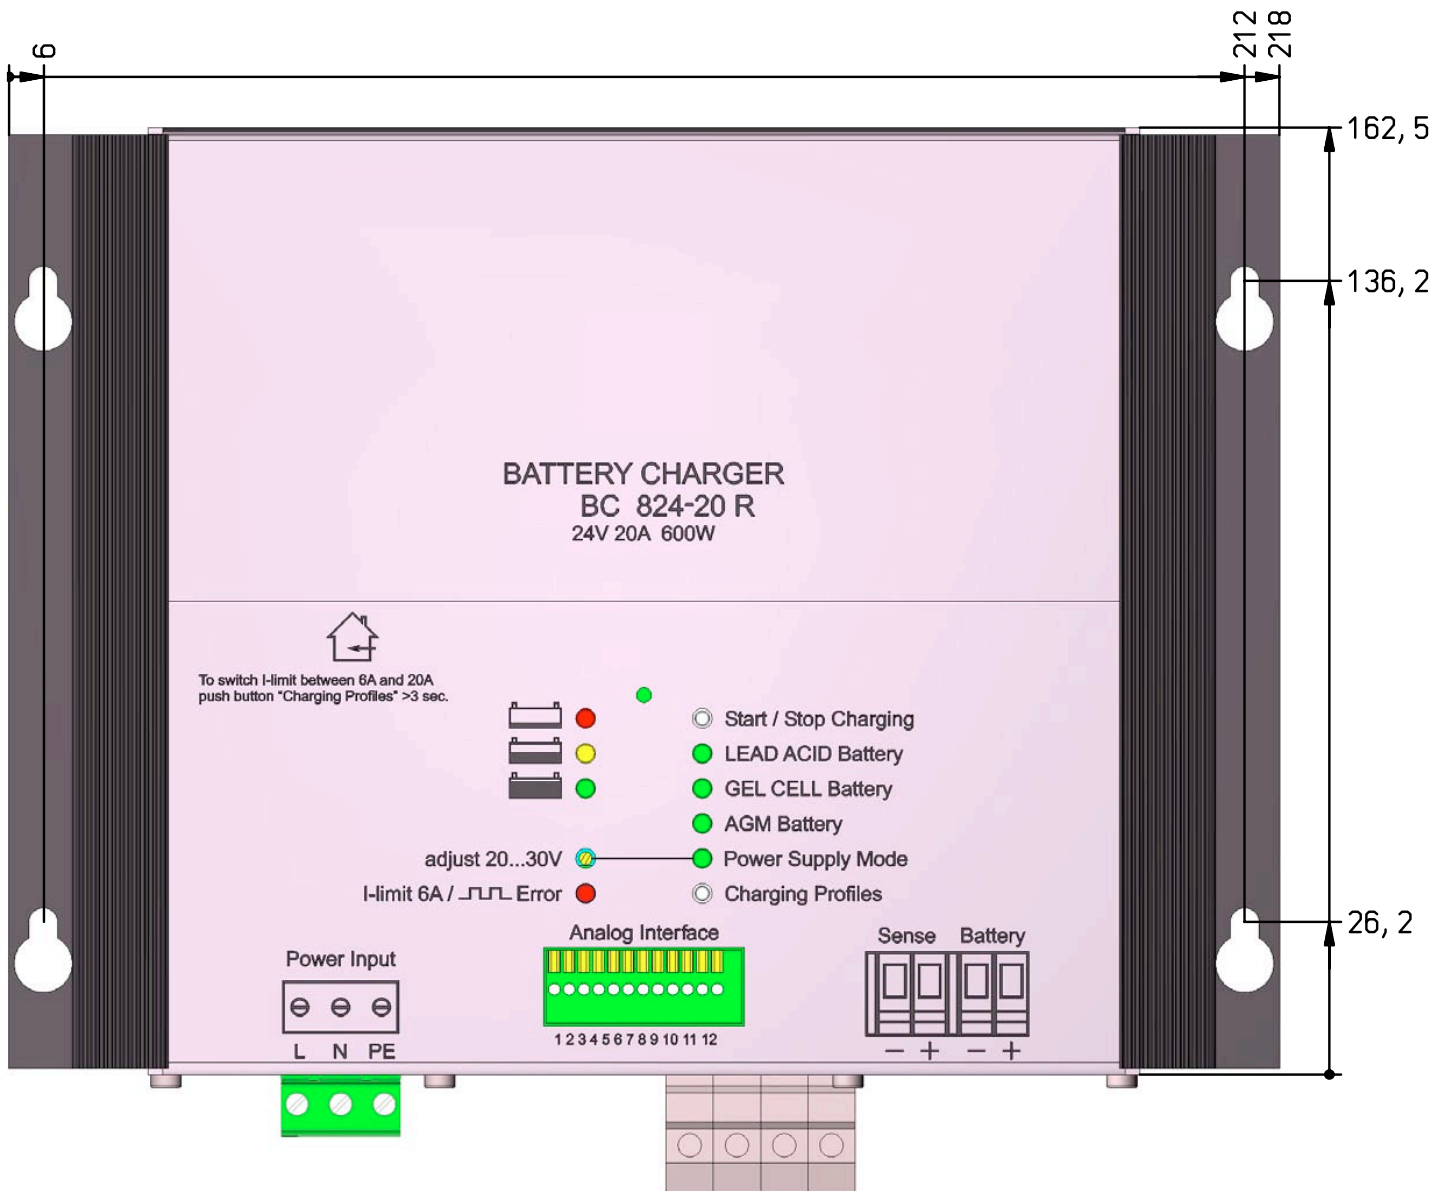 6
212
218
162,5
136,2
BATTERY CHARGER
BC 824-20 R
24V 20A 600W
To switch I-limit between 6A and 20A
push button "Charging Profiles" >3 sec.
Start / Stop Charging
LEAD ACID Battery
GEL CELL Battery
AGM Battery
adjust 20...30V
Power Supply Mode
I-limit 6A / Error
Charging Profiles
26,2
Analog Interface
Sense Battery
Power Input
1 2 3 4 5 6 7 8 9 10 11 12
L N PE
− + − +